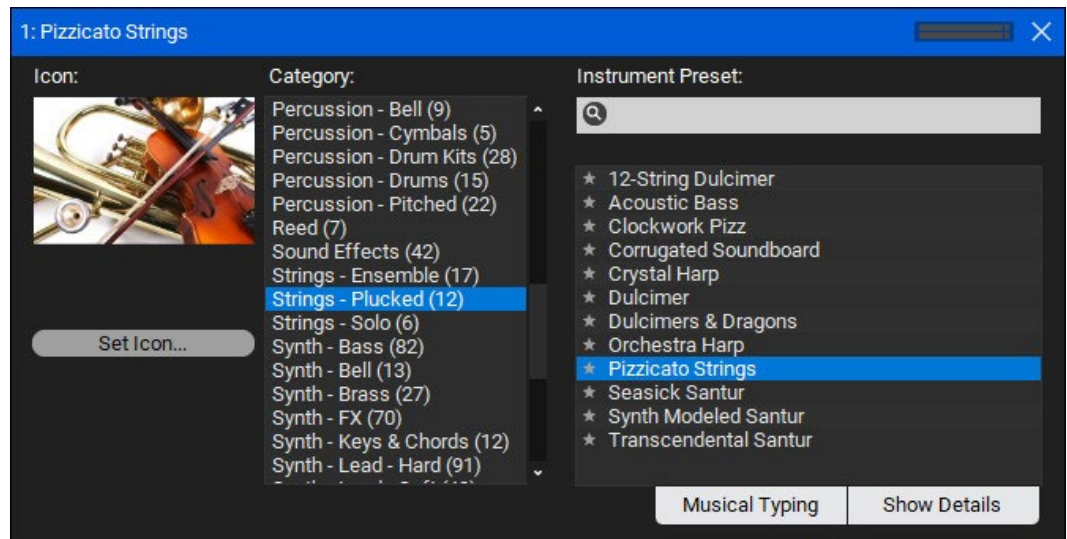 1: Pizzicato Strings
Icon:
Category:
Instrument Preset:
Percussion - Bell (9)
Percussion - Cymbals (5)
Percussion - Drum Kits (28)
Percussion - Drums (15)
Percussion - Pitched (22)
Reed (7)
Sound Effects (42)
Strings - Ensemble (17)
Strings - Plucked (12)
Strings - Solo (6)
Synth - Bass (82)
Synth - Bell (13)
Synth - Brass (27)
Synth - FX (70)
Synth - Keys & Chords (12)
Synth - Lead - Hard (91)
12-String Dulcimer
Acoustic Bass
Clockwork Pizz
Corrugated Soundboard
Crystal Harp
Dulcimer
Dulcimers & Dragons
Orchestra Harp
Pizzicato Strings
Seasick Santur
Synth Modeled Santur
Transcendental Santur
Set Icon...
Musical Typing
Show Details